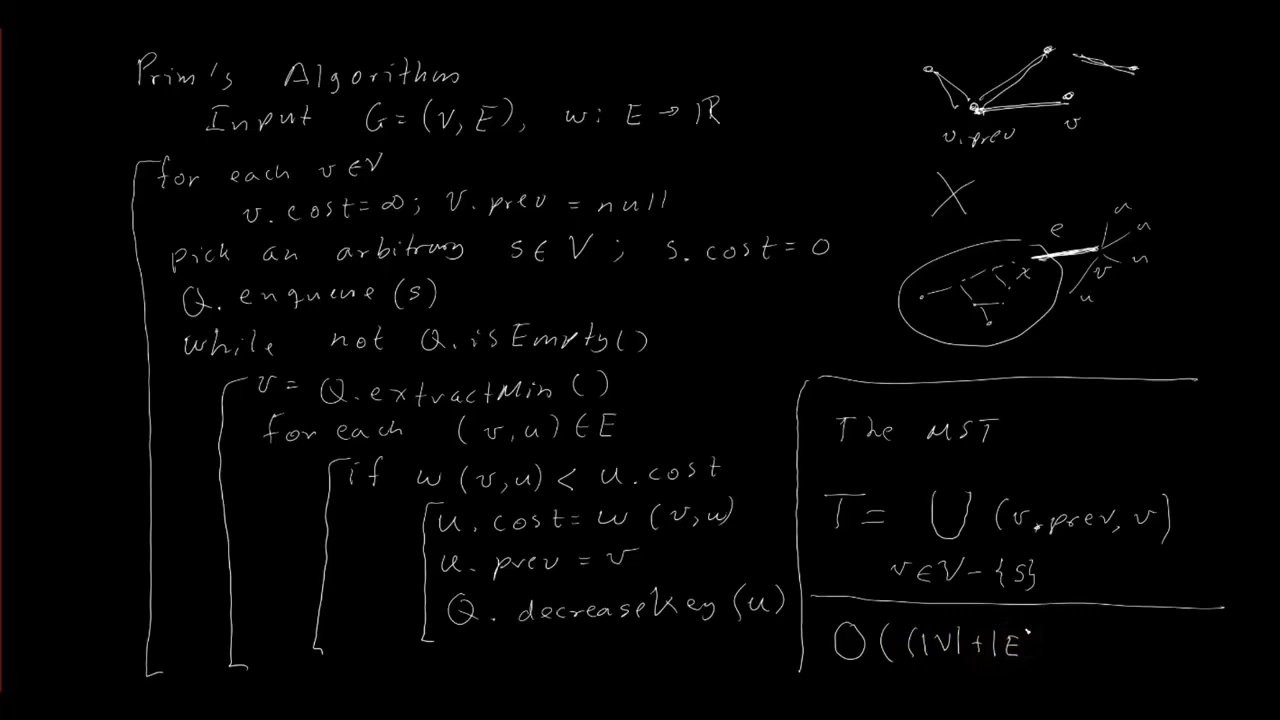 Prim's Algorithm
Input G=(V, E), w: E → ℝ
for each v ∈ V
v. cost = ∞; v. prev = null
pick an arbitrary s ∈ V ; s. cost = 0
Q. enqueue (s)
while not Q.isEmpty()
v = Q.extractMin()
for each (v, u) ∈ E
if w (v, u) < u. cost
u. cost = w (v, u)
u. prev = v
Q. decreaseKey (u)
v.prev v
X
e u
u
x v u
u
The MST
T = ⋃ (v.prev, v)
v ∈ V - {s}
O((|V|+|E